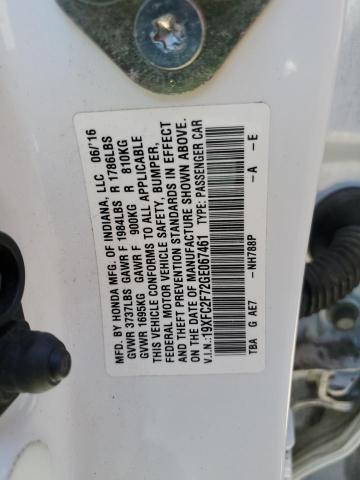 MFD. BY HONDA MFG. OF INDIANA, LLC 06/'16
GVWR 3737LBS GAWR F 1984LBS R 1786LBS
GVWR 1695KG GAWR F 900KG R 810KG
THIS VEHICLE CONFORMS TO ALL APPLICABLE
FEDERAL MOTOR VEHICLE SAFETY, BUMPER,
AND THEFT PREVENTION STANDARDS IN EFFECT
ON THE DATE OF MANUFACTURE SHOWN ABOVE.
V.I.N.:19XFC2F72GE067461 TYPE: PASSENGER CAR
TBA G AE7 -NH788P -A -E